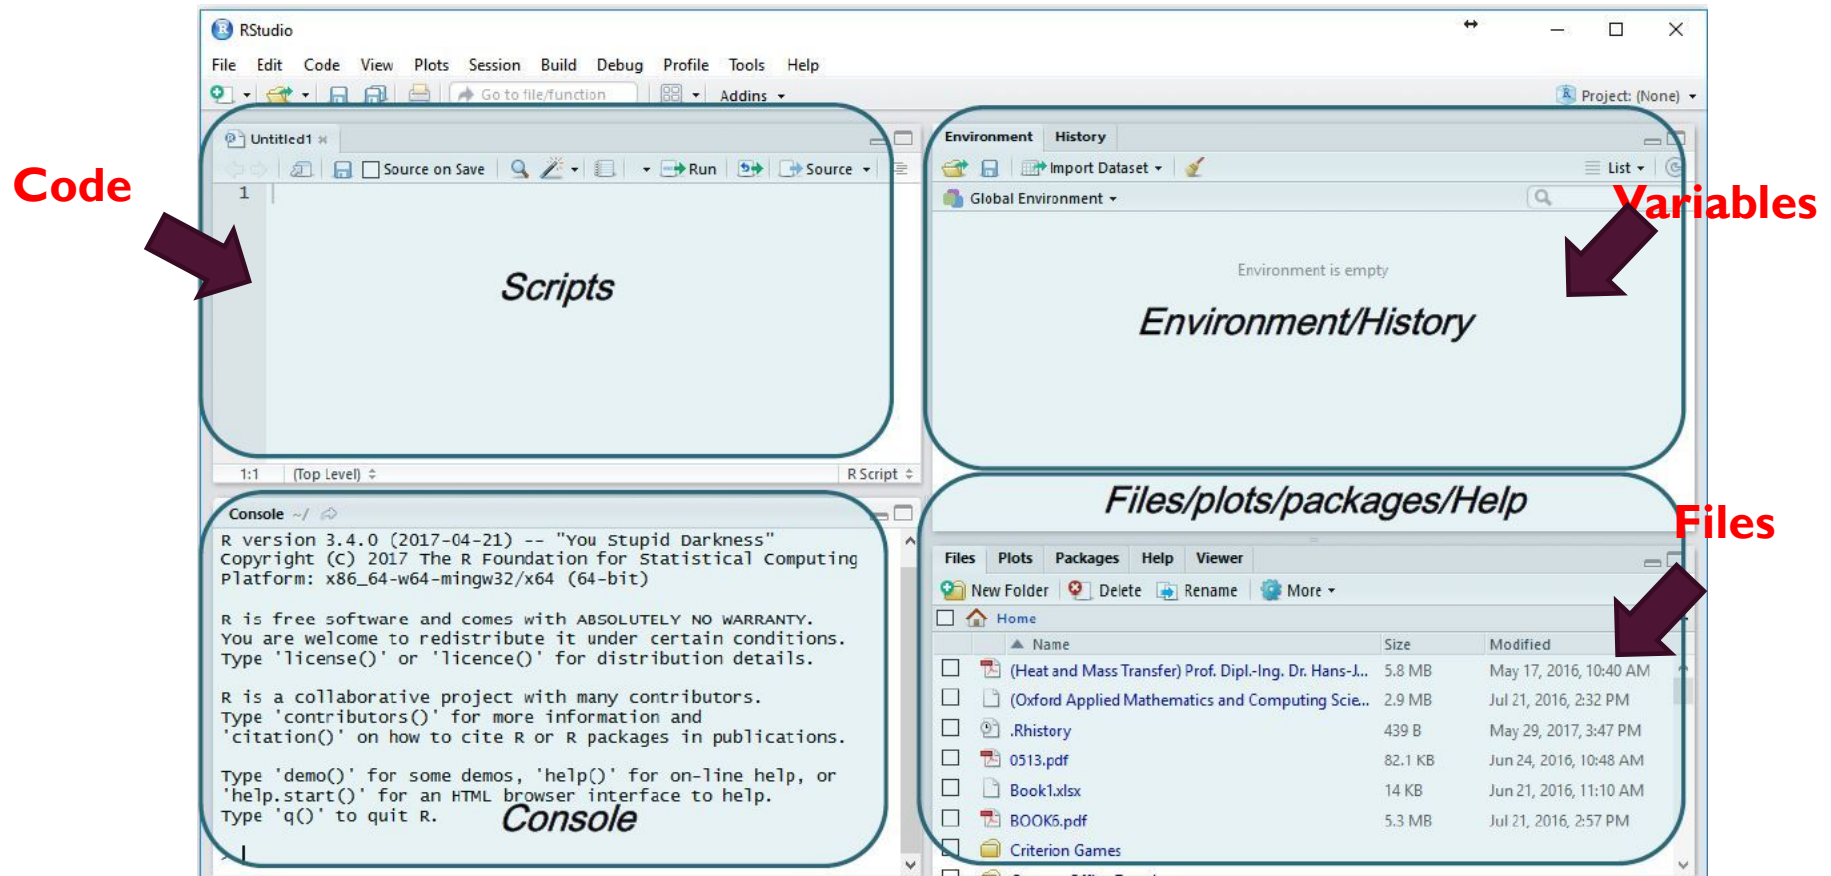 RStudio
File Edit Code View Plots Session Build Debug Profile Tools Help
Go to file/function Addins Project: (None)
Code
Untitled1
Source on Save Run Source
1
Scripts
1:1 (Top Level) R Script
Environment History
Import Dataset List
Global Environment
Variables
Environment is empty
Environment/History
Console ~/
R version 3.4.0 (2017-04-21) -- "You Stupid Darkness"
Copyright (C) 2017 The R Foundation for Statistical Computing
Platform: x86_64-w64-mingw32/x64 (64-bit)
R is free software and comes with ABSOLUTELY NO WARRANTY.
You are welcome to redistribute it under certain conditions.
Type 'license()' or 'licence()' for distribution details.
R is a collaborative project with many contributors.
Type 'contributors()' for more information and
'citation()' on how to cite R or R packages in publications.
Type 'demo()' for some demos, 'help()' for on-line help, or
'help.start()' for an HTML browser interface to help.
Type 'q()' to quit R.
Console
>
Files/plots/packages/Help
Files
Files Plots Packages Help Viewer
New Folder Delete Rename More
Home
Name Size Modified
(Heat and Mass Transfer) Prof. Dipl.-Ing. Dr. Hans-J... 5.8 MB May 17, 2016, 10:40 AM
(Oxford Applied Mathematics and Computing Scie... 2.9 MB Jul 21, 2016, 2:32 PM
.Rhistory 439 B May 29, 2017, 3:47 PM
0513.pdf 82.1 KB Jun 24, 2016, 10:48 AM
Book1.xlsx 14 KB Jun 21, 2016, 11:10 AM
BOOK6.pdf 5.3 MB Jul 21, 2016, 2:57 PM
Criterion Games